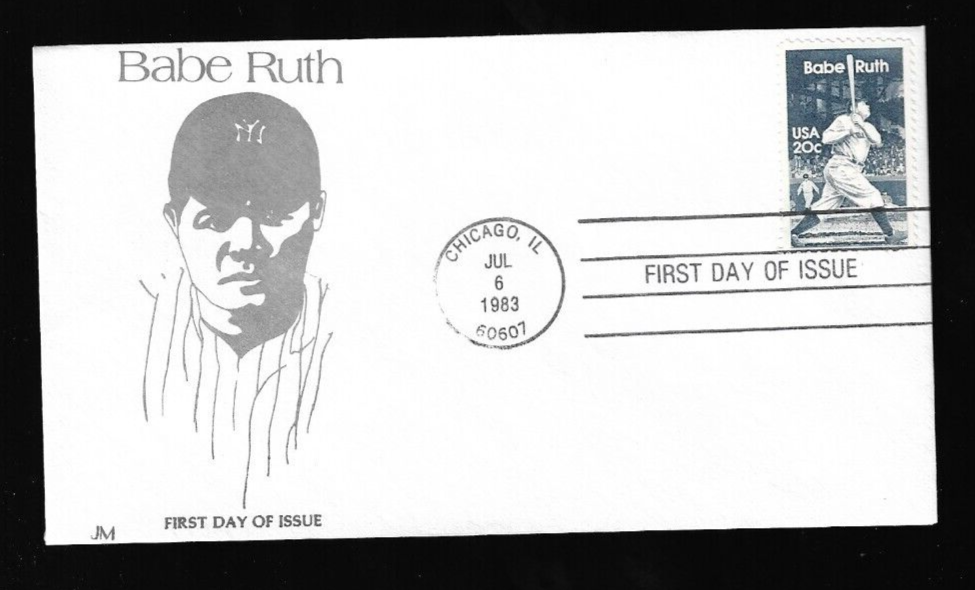 Babe Ruth
NY
FIRST DAY OF ISSUE
JM
CHICAGO, IL
JUL
6
1983
60607
Babe Ruth
USA
20c
FIRST DAY OF ISSUE